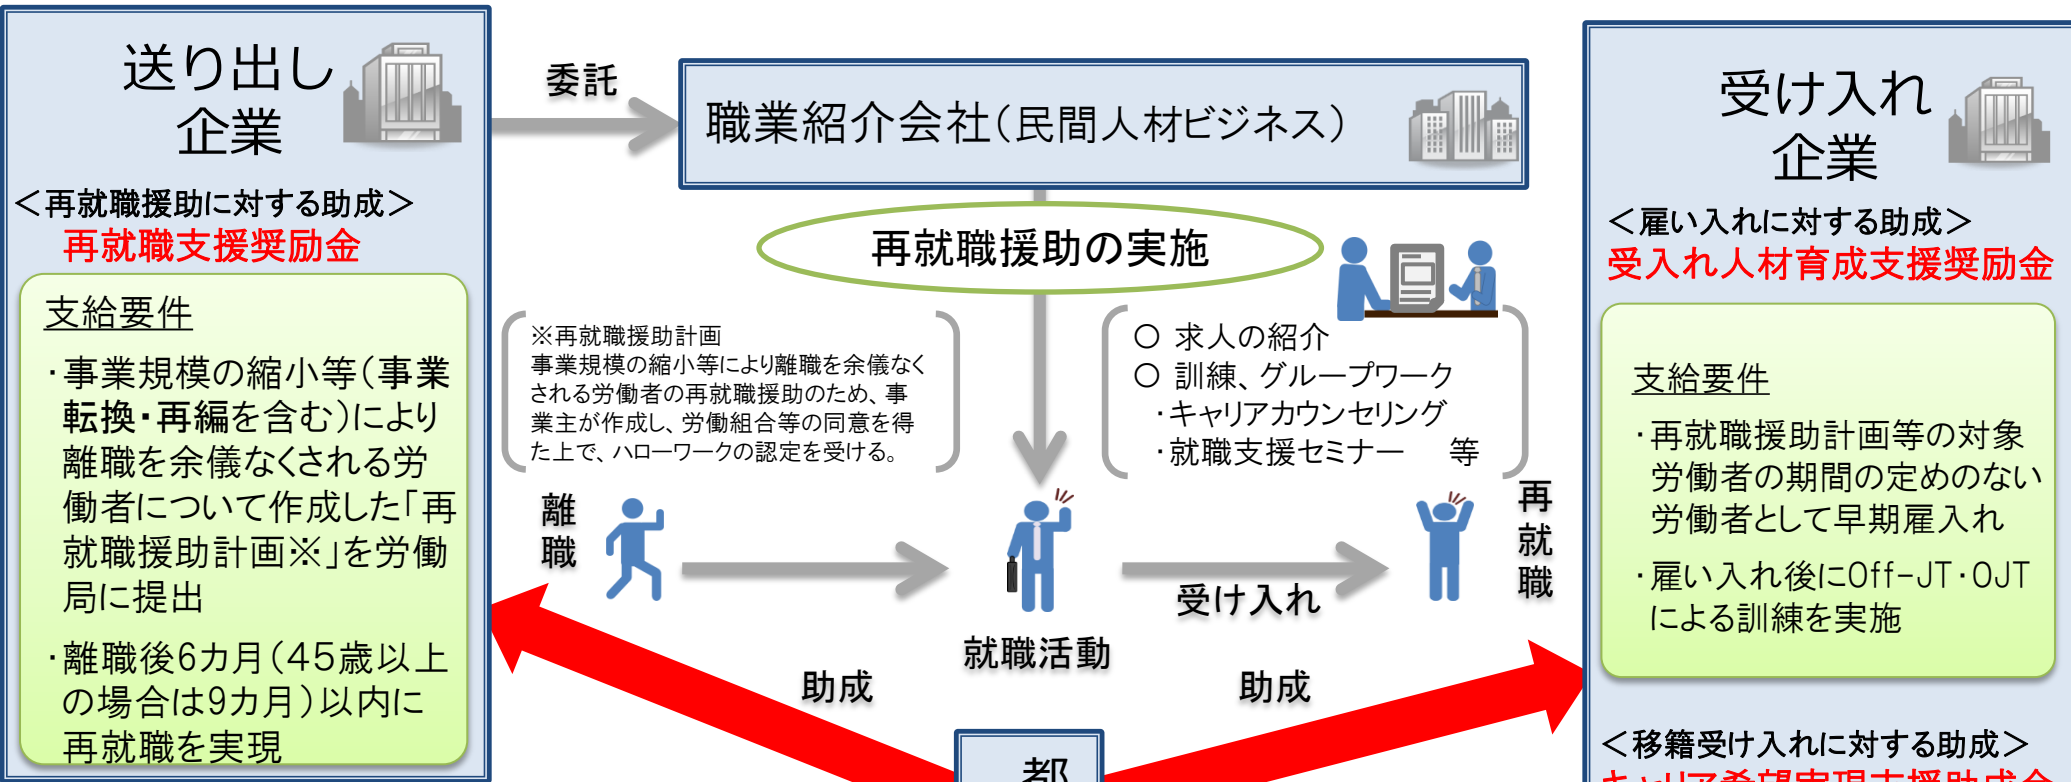 送り出し
企業
＜再就職援助に対する助成＞
再就職支援奨励金
支給要件
・事業規模の縮小等（事業
転換・再編を含む）により
離職を余儀なくされる労
働者について作成した「再
就職援助計画※」を労働
局に提出
・離職後6カ月（45歳以上
の場合は9カ月）以内に
再就職を実現
委託
職業紹介会社（民間人材ビジネス）
再就職援助の実施
※再就職援助計画
事業規模の縮小等により離職を余儀なく
される労働者の再就職援助のため、事
業主が作成し、労働組合等の同意を得
た上で、ハローワークの認定を受ける。
○ 求人の紹介
○ 訓練、グループワーク
・キャリアカウンセリング
・就職支援セミナー 等
離職
就職活動
受け入れ
再就職
助成
助成
都
受け入れ
企業
＜雇い入れに対する助成＞
受入れ人材育成支援奨励金
支給要件
・再就職援助計画等の対象
労働者の期間の定めのない
労働者として早期雇入れ
・雇い入れ後にOff-JT・OJT
による訓練を実施
＜移籍受け入れに対する助成＞
キャリア希望実現支援助成金